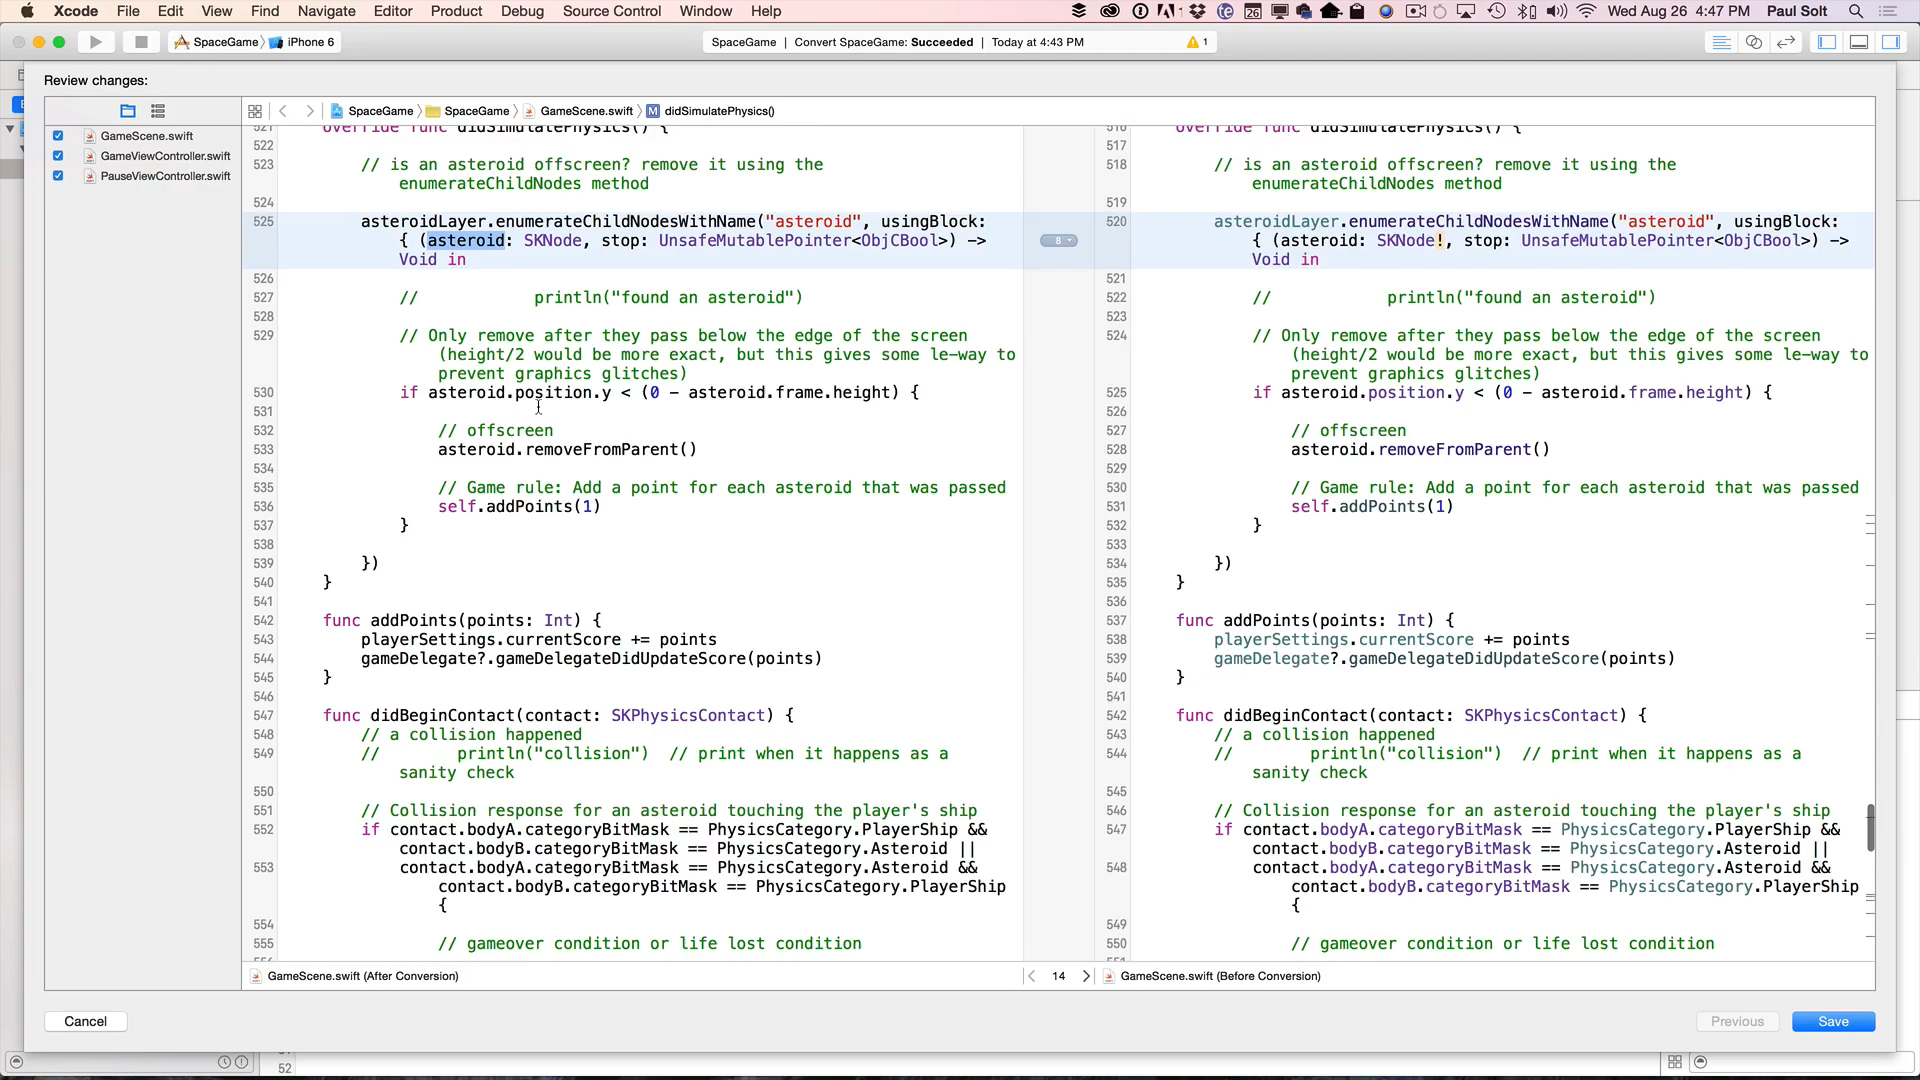 Xcode File Edit View Find Navigate Editor Product Debug Source Control Window Help 26 Wed Aug 26 4:47 PM Paul Solt
SpaceGame iPhone 6 SpaceGame | Convert SpaceGame: Succeeded | Today at 4:43 PM 1
Review changes:
SpaceGame SpaceGame GameScene.swift M didSimulatePhysics()
GameScene.swift
GameViewController.swift
PauseViewController.swift
521 override func didSimulatePhysics() {
522
523 // is an asteroid offscreen? remove it using the
enumerateChildNodes method
524
525 asteroidLayer.enumerateChildNodesWithName("asteroid", usingBlock:
{ (asteroid: SKNode, stop: UnsafeMutablePointer<ObjCBool>) ->
Void in
526
527 // println("found an asteroid")
528
529 // Only remove after they pass below the edge of the screen
(height/2 would be more exact, but this gives some le-way to
prevent graphics glitches)
530 if asteroid.position.y < (0 - asteroid.frame.height) {
531
532 // offscreen
533 asteroid.removeFromParent()
534
535 // Game rule: Add a point for each asteroid that was passed
536 self.addPoints(1)
537 }
538
539 })
540 }
541
542 func addPoints(points: Int) {
543 playerSettings.currentScore += points
544 gameDelegate?.gameDelegateDidUpdateScore(points)
545 }
546
547 func didBeginContact(contact: SKPhysicsContact) {
548 // a collision happened
549 // println("collision") // print when it happens as a
sanity check
550
551 // Collision response for an asteroid touching the player's ship
552 if contact.bodyA.categoryBitMask == PhysicsCategory.PlayerShip &&
contact.bodyB.categoryBitMask == PhysicsCategory.Asteroid ||
553 contact.bodyA.categoryBitMask == PhysicsCategory.Asteroid &&
contact.bodyB.categoryBitMask == PhysicsCategory.PlayerShip
{
554
555 // gameover condition or life lost condition
8
516 override func didSimulatePhysics() {
517
518 // is an asteroid offscreen? remove it using the
enumerateChildNodes method
519
520 asteroidLayer.enumerateChildNodesWithName("asteroid", usingBlock:
{ (asteroid: SKNode!, stop: UnsafeMutablePointer<ObjCBool>) ->
Void in
521
522 // println("found an asteroid")
523
524 // Only remove after they pass below the edge of the screen
(height/2 would be more exact, but this gives some le-way to
prevent graphics glitches)
525 if asteroid.position.y < (0 - asteroid.frame.height) {
526
527 // offscreen
528 asteroid.removeFromParent()
529
530 // Game rule: Add a point for each asteroid that was passed
531 self.addPoints(1)
532 }
533
534 })
535 }
536
537 func addPoints(points: Int) {
538 playerSettings.currentScore += points
539 gameDelegate?.gameDelegateDidUpdateScore(points)
540 }
541
542 func didBeginContact(contact: SKPhysicsContact) {
543 // a collision happened
544 // println("collision") // print when it happens as a
sanity check
545
546 // Collision response for an asteroid touching the player's ship
547 if contact.bodyA.categoryBitMask == PhysicsCategory.PlayerShip &&
contact.bodyB.categoryBitMask == PhysicsCategory.Asteroid ||
548 contact.bodyA.categoryBitMask == PhysicsCategory.Asteroid &&
contact.bodyB.categoryBitMask == PhysicsCategory.PlayerShip
{
549
550 // gameover condition or life lost condition
GameScene.swift (After Conversion) 14 GameScene.swift (Before Conversion)
Cancel Previous Save
52